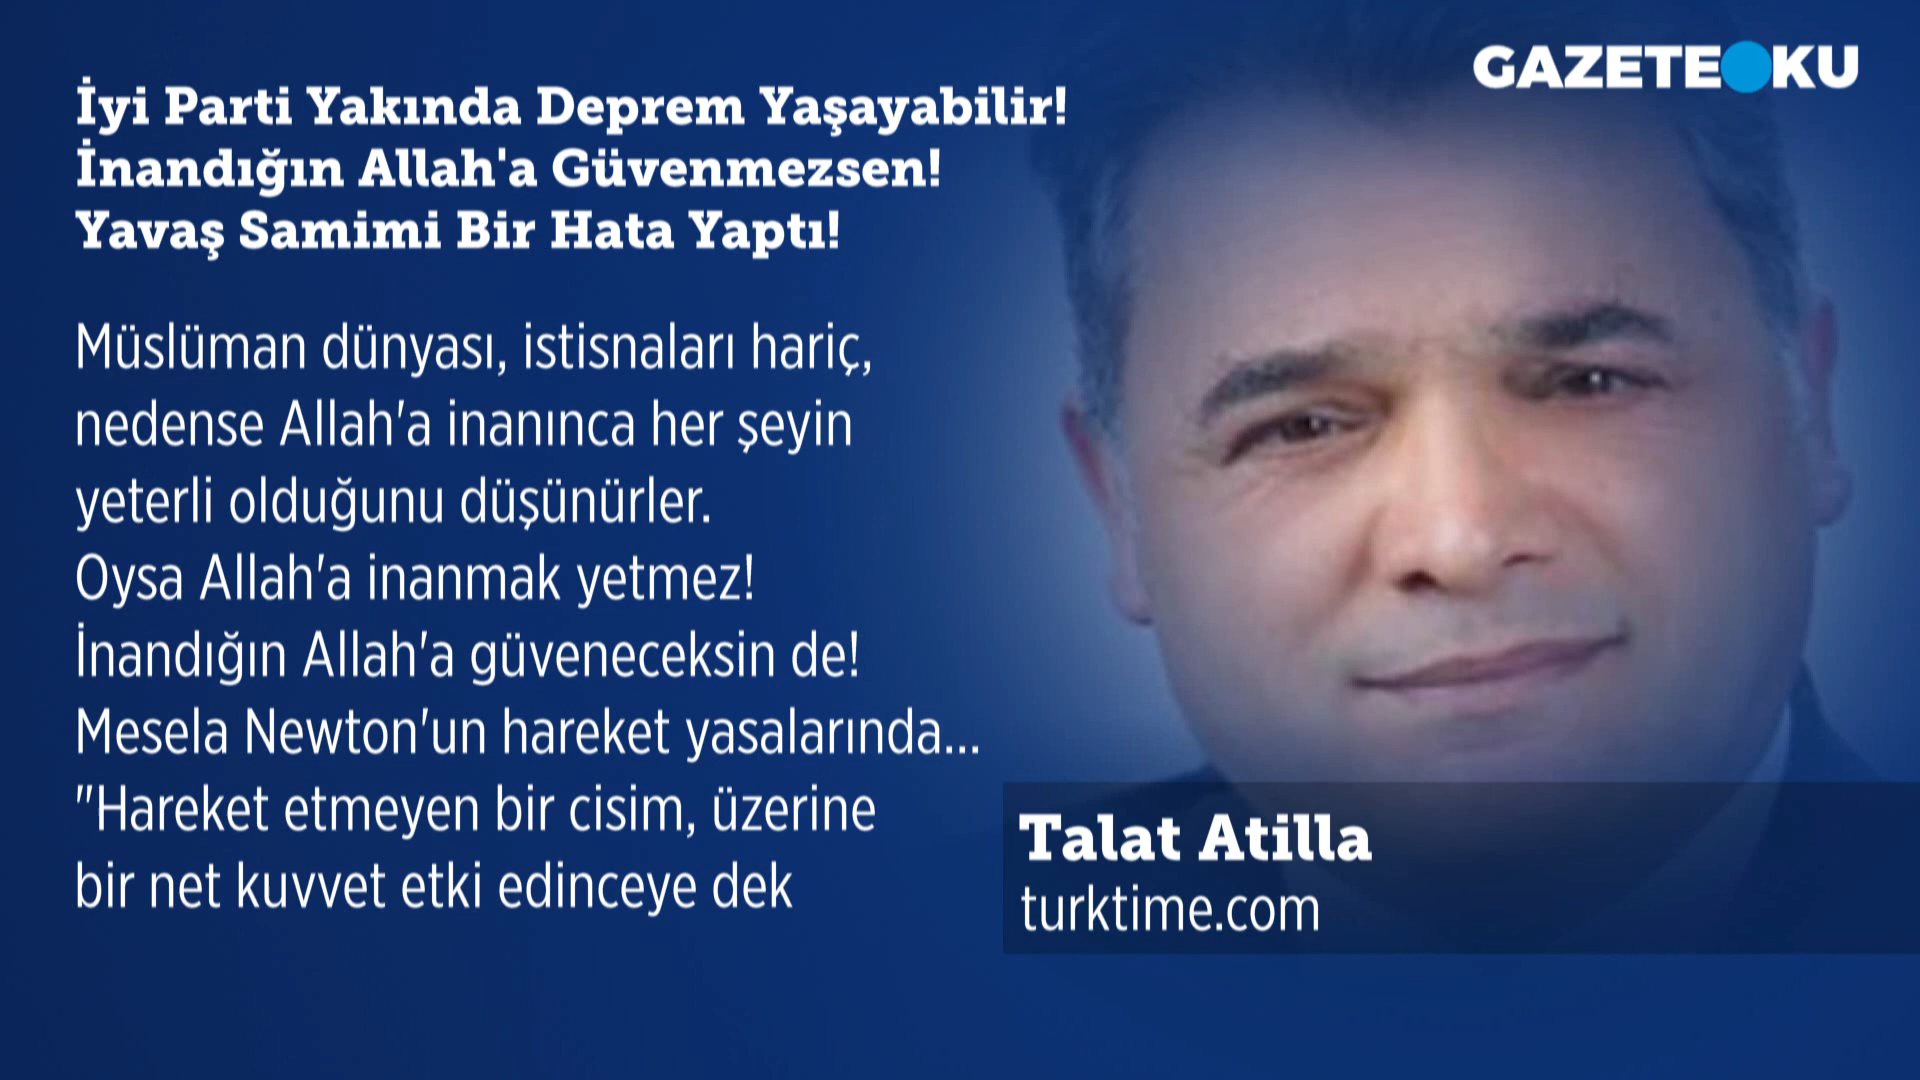 GAZETEOKU
İyi Parti Yakında Deprem Yaşayabilir!
İnandığın Allah'a Güvenmezsen!
Yavaş Samimi Bir Hata Yaptı!
Müslüman dünyası, istisnaları hariç,
nedense Allah'a inanınca her şeyin
yeterli olduğunu düşünürler.
Oysa Allah'a inanmak yetmez!
İnandığın Allah'a güveneceksin de!
Mesela Newton'un hareket yasalarında...
"Hareket etmeyen bir cisim, üzerine
bir net kuvvet etki edinceye dek
Talat Atilla
turktime.com